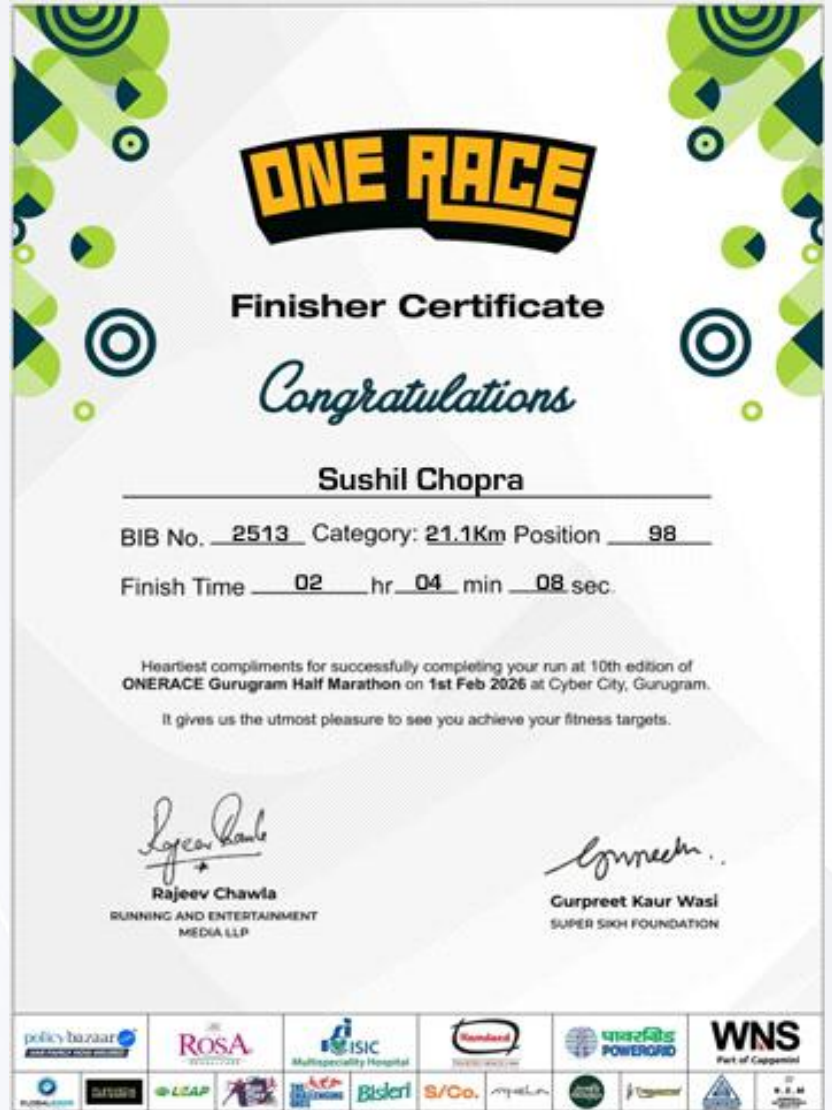 ONE RACE
Finisher Certificate
Congratulations
Sushil Chopra
BIB No. 2513 Category: 21.1Km Position 98
Finish Time 02 hr 04 min 08 sec.
Heartiest compliments for successfully completing your run at 10th edition of
ONERACE Gurugram Half Marathon on 1st Feb 2026 at Cyber City, Gurugram.
It gives us the utmost pleasure to see you achieve your fitness targets.
Rajeev Chawla
RUNNING AND ENTERTAINMENT
MEDIA LLP
Gurpreet Kaur Wasi
SUPER SIKH FOUNDATION
policybazaar
ROSA
ISIC
Multispeciality Hospital
Hamdard
पावरग्रिड
POWERGRID
WNS
Part of Capgemini
LEAP
Bisleri
S/Co.